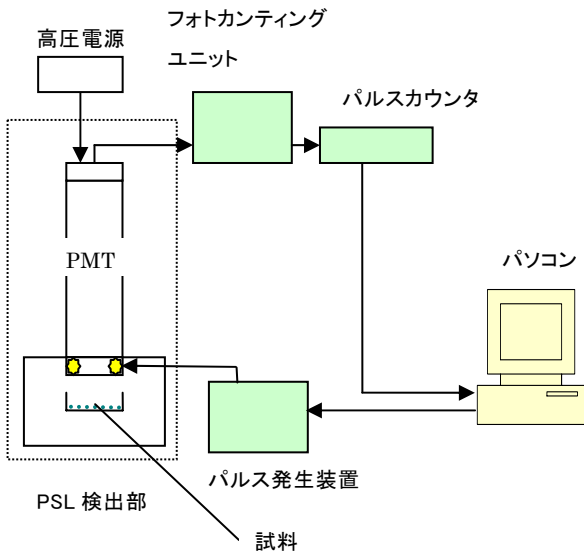 フォトカンティング
ユニット
高圧電源
パルスカウンタ
PMT
パソコン
パルス発生装置
PSL 検出部
試料